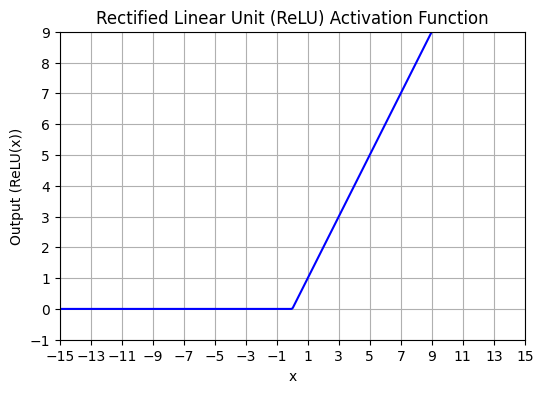 Rectified Linear Unit (ReLU) Activation Function
9
8
7
6
5
4
3
2
1
0
−1
Output (ReLU(x))
−15 −13 −11 −9 −7 −5 −3 −1 1 3 5 7 9 11 13 15
x